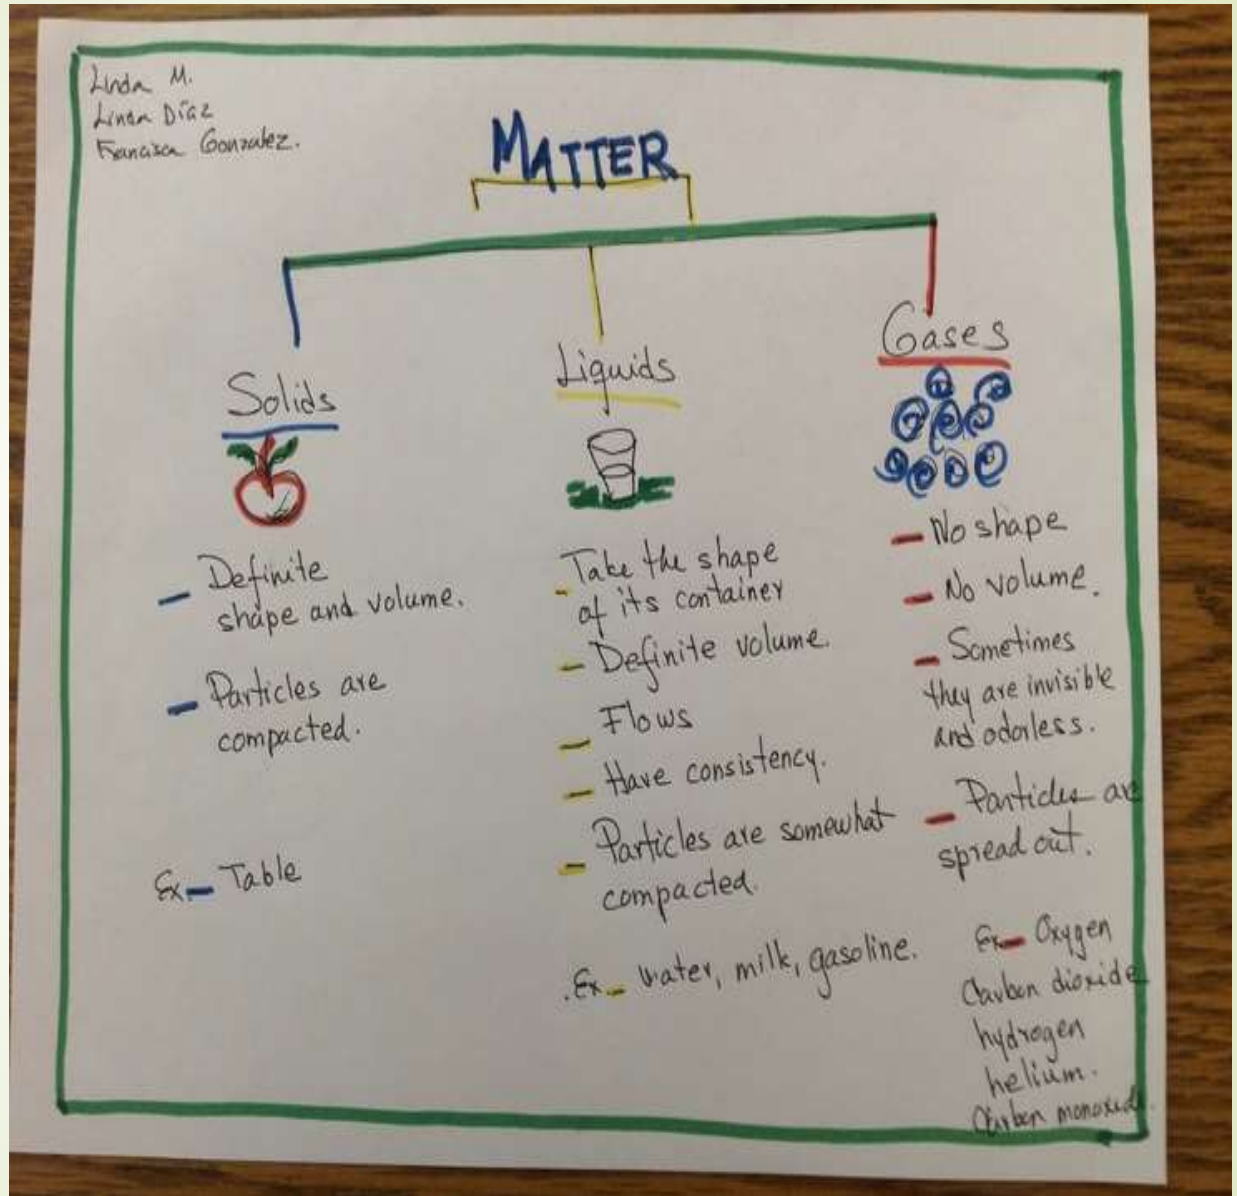 Linda M.
Linda Díaz
Francisca Gonzalez.
MATTER
Solids
Definite
shape and volume.
Particles are
compacted.
Ex Table
Liquids
Take the shape
of its container
Definite volume.
Flows
Have consistency.
Particles are somewhat
compacted.
.Ex water, milk, gasoline.
Gases
No shape
No volume.
Sometimes
they are invisible
and odorless.
Particles are
spread out.
Ex Oxygen
Carbon dioxide
hydrogen
helium.
Carbon monoxid.